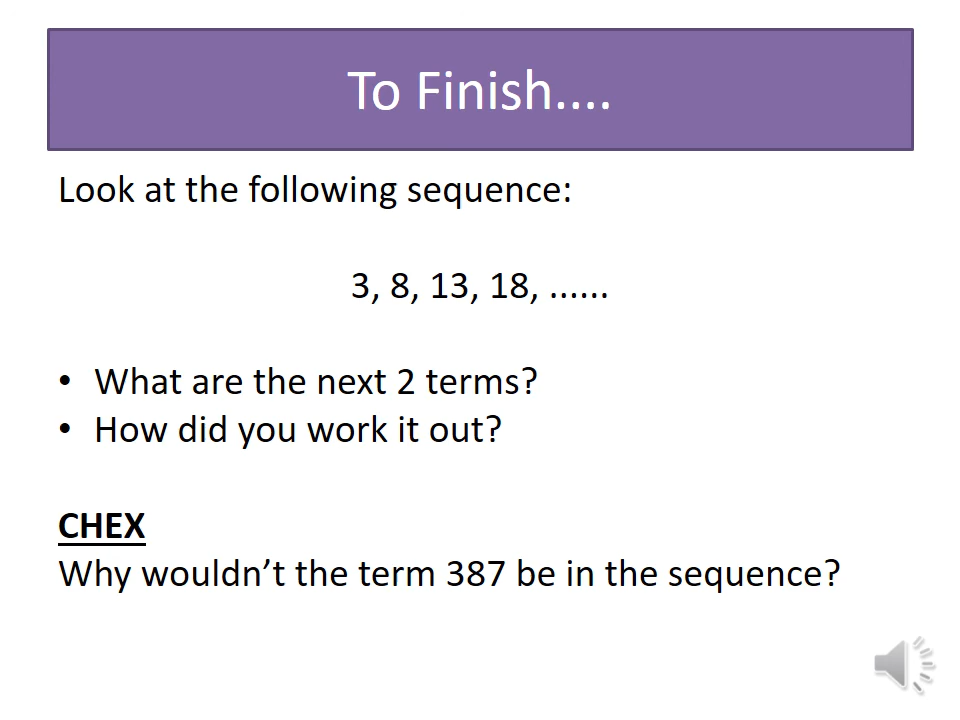 To Finish....
Look at the following sequence:
3, 8, 13, 18, ......
• What are the next 2 terms?
• How did you work it out?
CHEX
Why wouldn’t the term 387 be in the sequence?